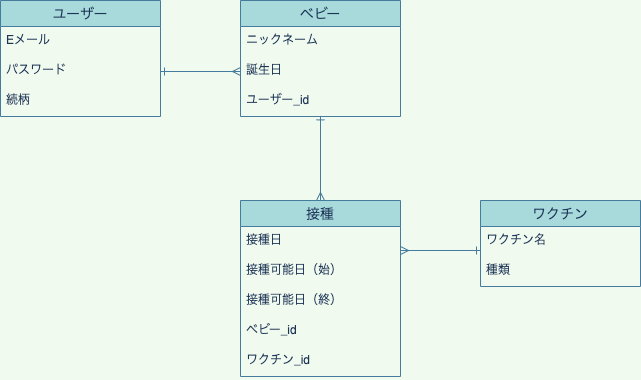 ユーザー
Eメール
パスワード
続柄
ベビー
ニックネーム
誕生日
ユーザー_id
接種
接種日
接種可能日（始）
接種可能日（終）
ベビー_id
ワクチン_id
ワクチン
ワクチン名
種類